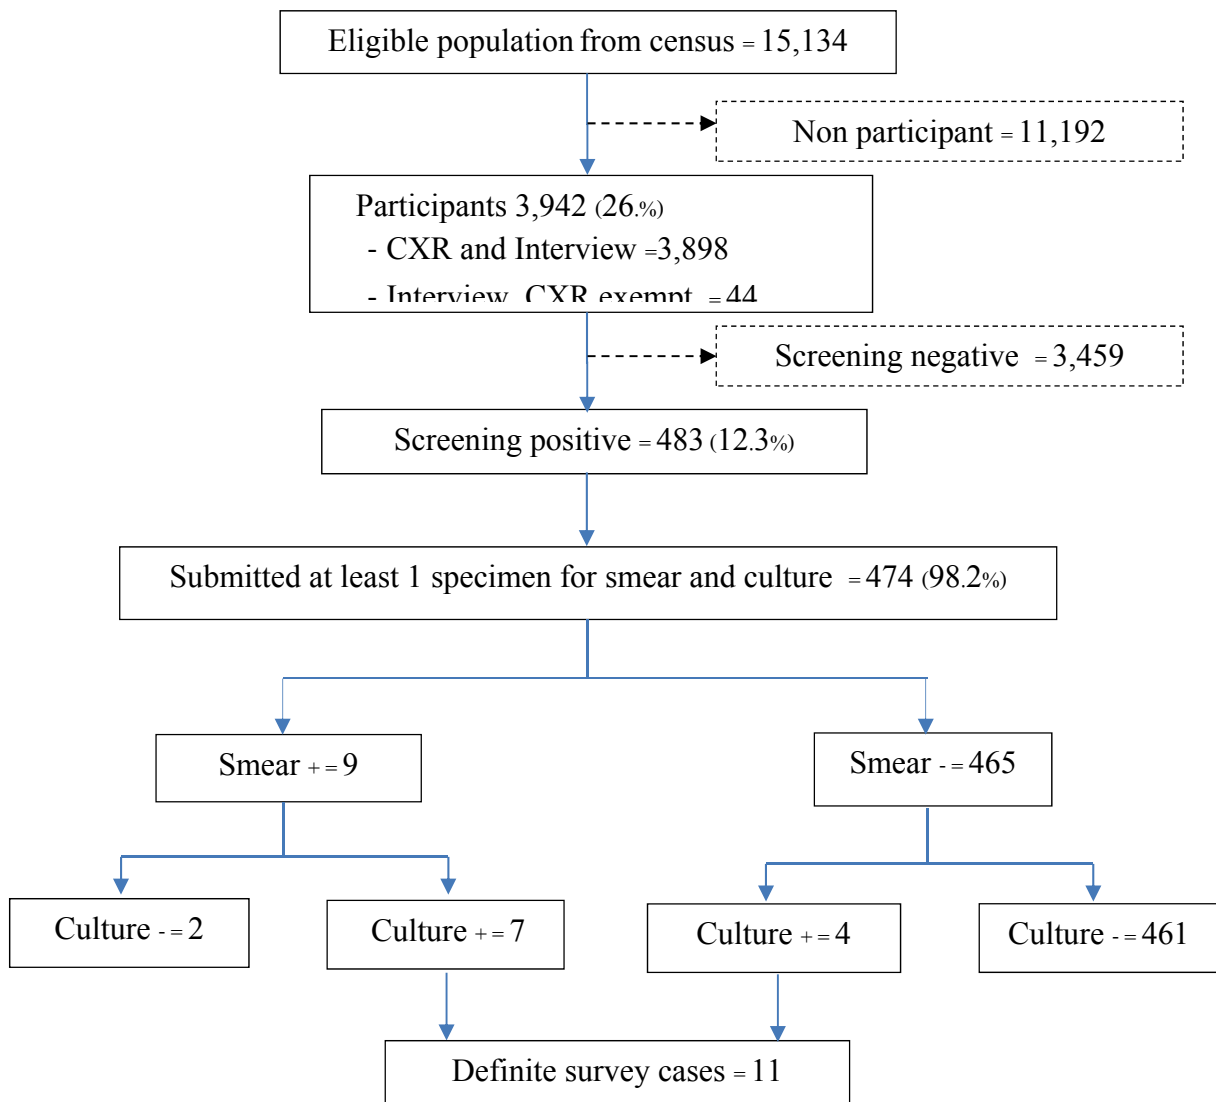 Eligible population from census = 15,134
Non participant = 11,192
Participants 3,942 (26.%)
- CXR and Interview =3,898
- Interview, CXR exempt = 44
Screening negative = 3,459
Screening positive = 483 (12.3%)
Submitted at least 1 specimen for smear and culture = 474 (98.2%)
Smear + = 9
Smear - = 465
Culture - = 2
Culture + = 7
Culture + = 4
Culture - = 461
Definite survey cases = 11